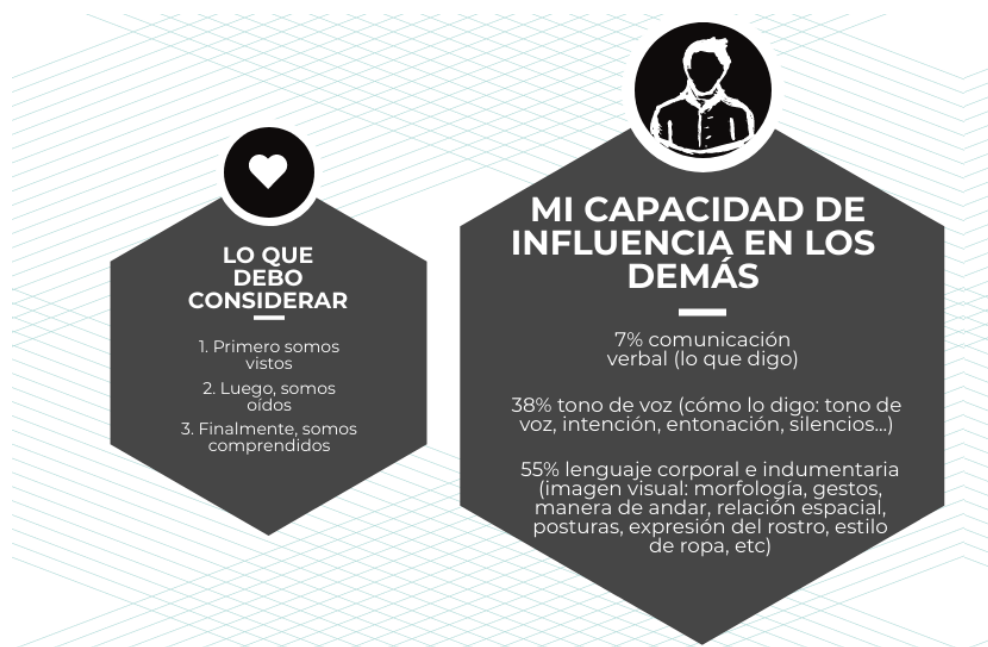 LO QUE
DEBO
CONSIDERAR
1. Primero somos
vistos
2. Luego, somos
oídos
3. Finalmente, somos
comprendidos
MI CAPACIDAD DE
INFLUENCIA EN LOS
DEMÁS
7% comunicación
verbal (lo que digo)
38% tono de voz (cómo lo digo: tono de
voz, intención, entonación, silencios...)
55% lenguaje corporal e indumentaria
(imagen visual: morfología, gestos,
manera de andar, relación espacial,
posturas, expresión del rostro, estilo
de ropa, etc)